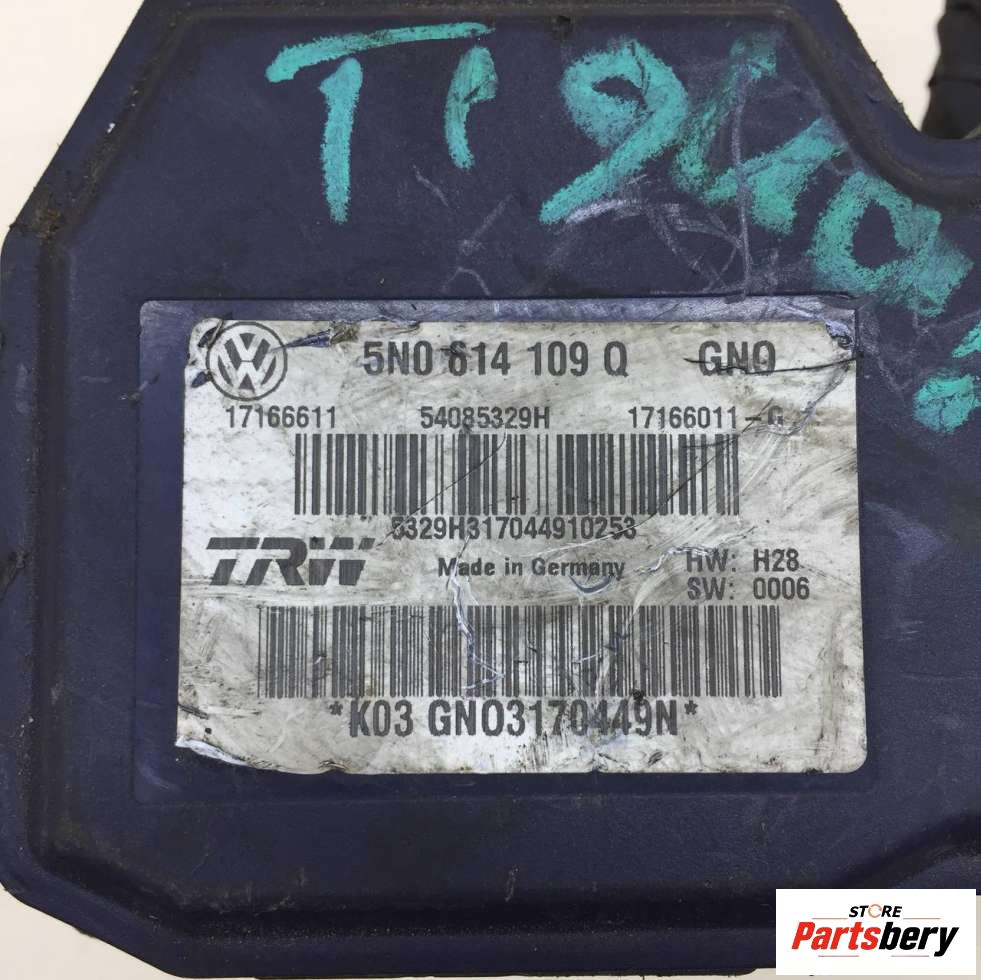 5N0 614 109 Q GNO
17166611 54085329H 17166011-G
5329H317044910253
TRW Made in Germany HW: H28
SW: 0006
*K03 GNO3170449N*
STORE
Partsbery